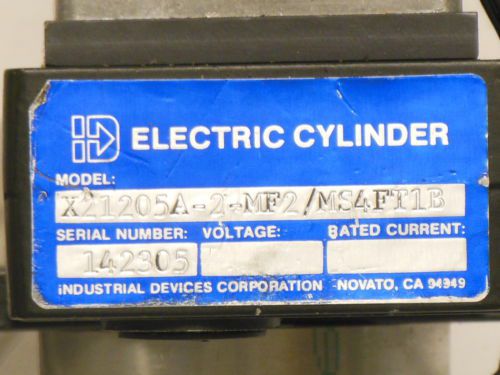 ID ELECTRIC CYLINDER
MODEL:
X21205A-2-MF2/MS4FT1B
SERIAL NUMBER: VOLTAGE: RATED CURRENT:
142305
INDUSTRIAL DEVICES CORPORATION NOVATO, CA 94949